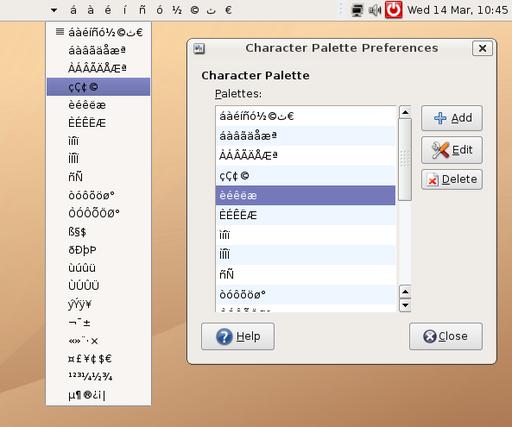 á à é í ñ ó ½ © ت €
Wed 14 Mar, 10:45
áàéíñó½©ت€
áàâãäåæª
ÁÀÂÃÄÅÆª
çÇ¢©
èéêëæ
ÈÉÊËÆ
ìíîï
ÌÍÎÏ
ñÑ
òóôõöø°
ÒÓÔÕÖØ°
ß§$
ðÐþÞ
ùúûü
ÙÚÛÜ
ýÝÿ¥
¬¯±
«»¨·×
¤£¥¢$€
¹²³¼½¾
µ¶®¿¡|
Character Palette Preferences
Character Palette
Palettes:
áàéíñó½©ت€
áàâãäåæª
ÁÀÂÃÄÅÆª
çÇ¢©
èéêëæ
ÈÉÊËÆ
ìíîï
ÌÍÎÏ
ñÑ
òóôõöø°
Add
Edit
Delete
Help
Close